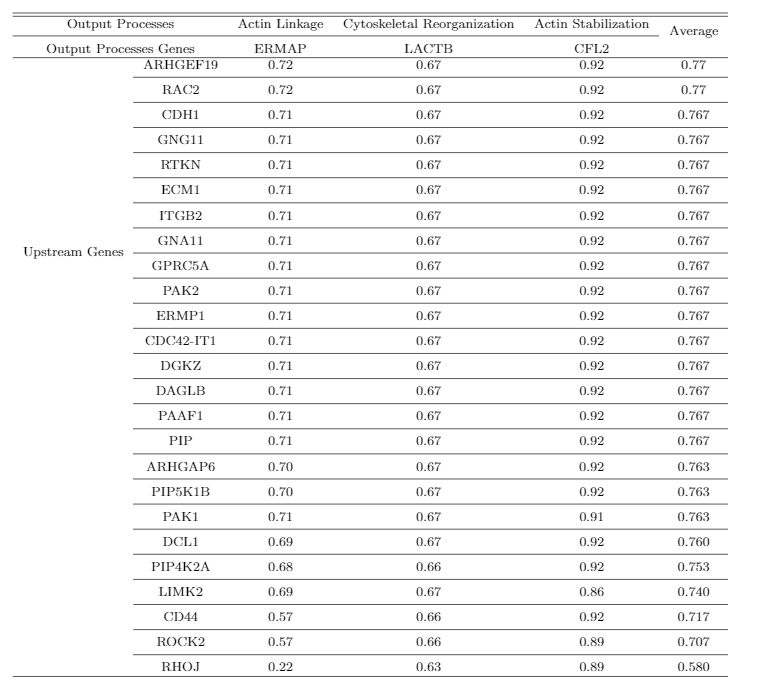 Output Processes Actin Linkage Cytoskeletal Reorganization Actin Stabilization Average
Output Processes Genes ERMAP LACTB CFL2
ARHGEF19 0.72 0.67 0.92 0.77
RAC2 0.72 0.67 0.92 0.77
CDH1 0.71 0.67 0.92 0.767
GNG11 0.71 0.67 0.92 0.767
RTKN 0.71 0.67 0.92 0.767
ECM1 0.71 0.67 0.92 0.767
ITGB2 0.71 0.67 0.92 0.767
GNA11 0.71 0.67 0.92 0.767
Upstream Genes
GPRC5A 0.71 0.67 0.92 0.767
PAK2 0.71 0.67 0.92 0.767
ERMP1 0.71 0.67 0.92 0.767
CDC42-IT1 0.71 0.67 0.92 0.767
DGKZ 0.71 0.67 0.92 0.767
DAGLB 0.71 0.67 0.92 0.767
PAAF1 0.71 0.67 0.92 0.767
PIP 0.71 0.67 0.92 0.767
ARHGAP6 0.70 0.67 0.92 0.763
PIP5K1B 0.70 0.67 0.92 0.763
PAK1 0.71 0.67 0.91 0.763
DCL1 0.69 0.67 0.92 0.760
PIP4K2A 0.68 0.66 0.92 0.753
LIMK2 0.69 0.67 0.86 0.740
CD44 0.57 0.66 0.92 0.717
ROCK2 0.57 0.66 0.89 0.707
RHOJ 0.22 0.63 0.89 0.580